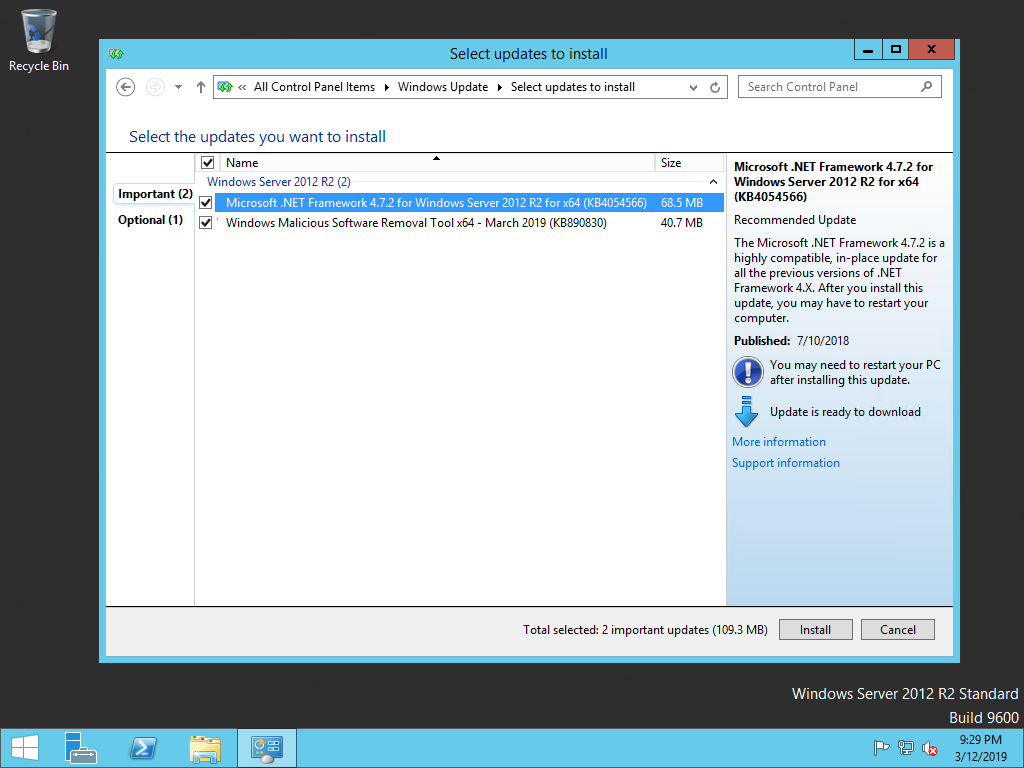 Recycle Bin
Select updates to install
All Control Panel Items
Windows Update
Select updates to install
Search Control Panel
Select the updates you want to install
Name
Size
Important (2)
Optional (1)
Windows Server 2012 R2 (2)
Microsoft .NET Framework 4.7.2 for Windows Server 2012 R2 for x64 (KB4054566)
68.5 MB
Windows Malicious Software Removal Tool x64 - March 2019 (KB890830)
40.7 MB
Microsoft .NET Framework 4.7.2 for
Windows Server 2012 R2 for x64
(KB4054566)
Recommended Update
The Microsoft .NET Framework 4.7.2 is a
highly compatible, in-place update for
all the previous versions of .NET
Framework 4.X. After you install this
update, you may have to restart your
computer.
Published: 7/10/2018
You may need to restart your PC
after installing this update.
Update is ready to download
More information
Support information
Total selected: 2 important updates (109.3 MB)
Install
Cancel
Windows Server 2012 R2 Standard
Build 9600
9:29 PM
3/12/2019